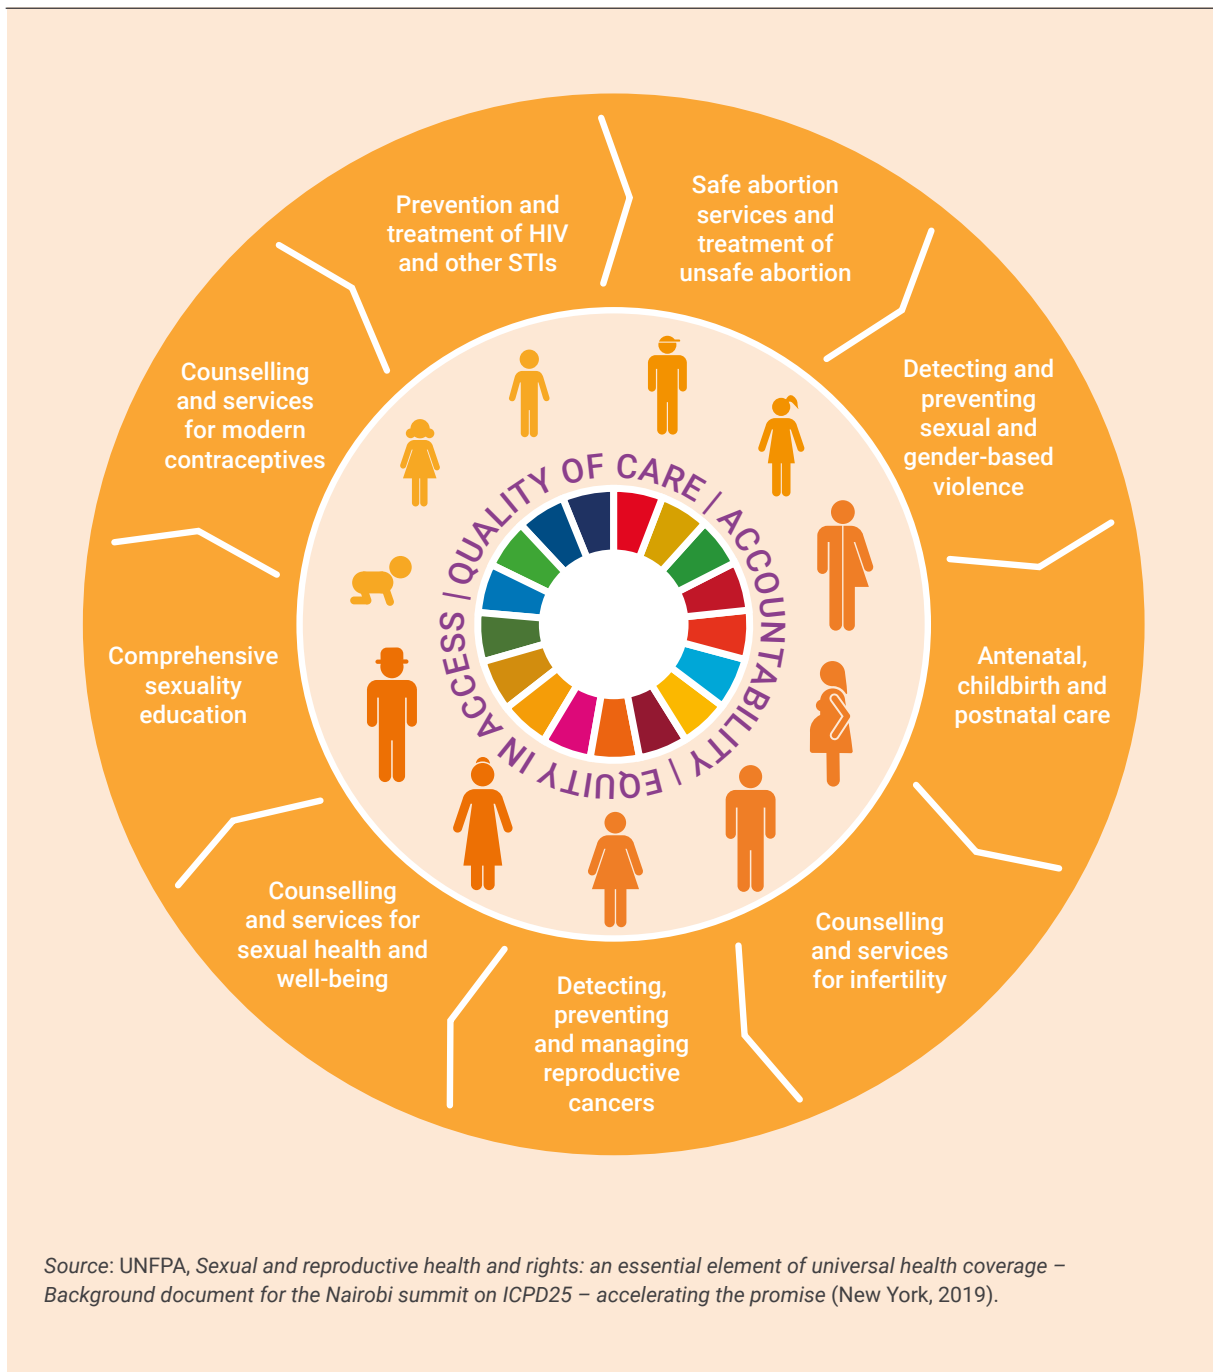 Prevention and
treatment of HIV
and other STIs
Safe abortion
services and
treatment of
unsafe abortion
Detecting and
preventing
sexual and
gender-based
violence
Antenatal,
childbirth and
postnatal care
Counselling
and services
for infertility
Detecting,
preventing
and managing
reproductive
cancers
Counselling
and services for
sexual health and
well-being
Comprehensive
sexuality
education
Counselling
and services
for modern
contraceptives
QUALITY OF CARE | ACCOUNTABILITY | EQUITY IN ACCESS |
Source: UNFPA, Sexual and reproductive health and rights: an essential element of universal health coverage –
Background document for the Nairobi summit on ICPD25 – accelerating the promise (New York, 2019).